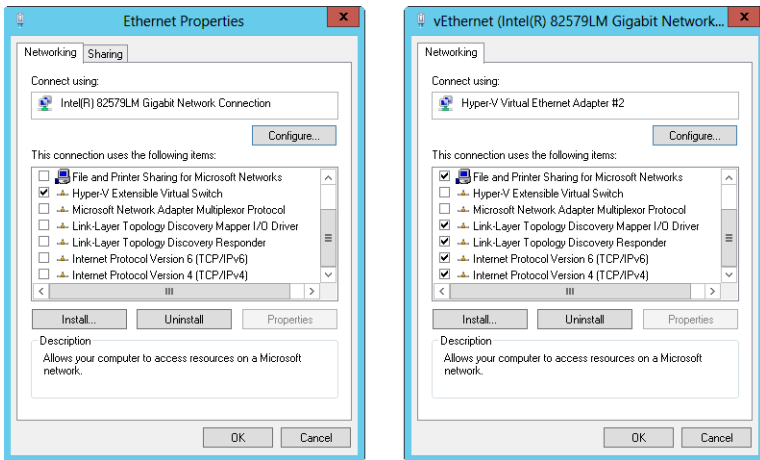 Ethernet Properties
x
Networking
Sharing
Connect using:
Intel(R) 82579LM Gigabit Network Connection
Configure...
This connection uses the following items:
File and Printer Sharing for Microsoft Networks
Hyper-V Extensible Virtual Switch
Microsoft Network Adapter Multiplexor Protocol
Link-Layer Topology Discovery Mapper I/O Driver
Link-Layer Topology Discovery Responder
Internet Protocol Version 6 (TCP/IPv6)
Internet Protocol Version 4 (TCP/IPv4)
Install...
Uninstall
Properties
Description
Allows your computer to access resources on a Microsoft
network.
OK
Cancel
vEthernet (Intel(R) 82579LM Gigabit Network...
x
Networking
Connect using:
Hyper-V Virtual Ethernet Adapter #2
Configure...
This connection uses the following items:
File and Printer Sharing for Microsoft Networks
Hyper-V Extensible Virtual Switch
Microsoft Network Adapter Multiplexor Protocol
Link-Layer Topology Discovery Mapper I/O Driver
Link-Layer Topology Discovery Responder
Internet Protocol Version 6 (TCP/IPv6)
Internet Protocol Version 4 (TCP/IPv4)
Install...
Uninstall
Properties
Description
Allows your computer to access resources on a Microsoft
network.
OK
Cancel